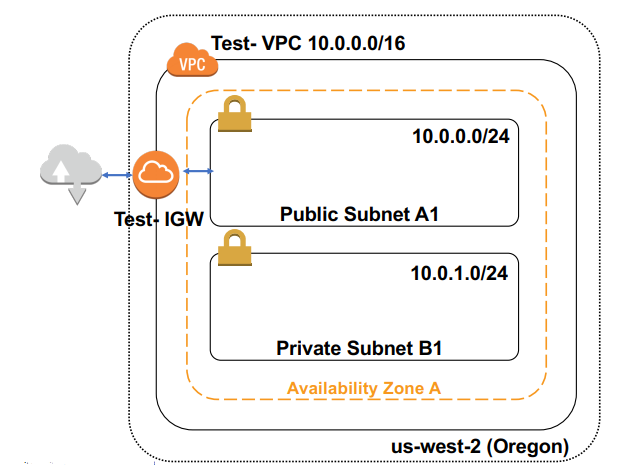 Test- VPC 10.0.0.0/16
VPC
10.0.0.0/24
Public Subnet A1
Test- IGW
10.0.1.0/24
Private Subnet B1
Availability Zone A
us-west-2 (Oregon)